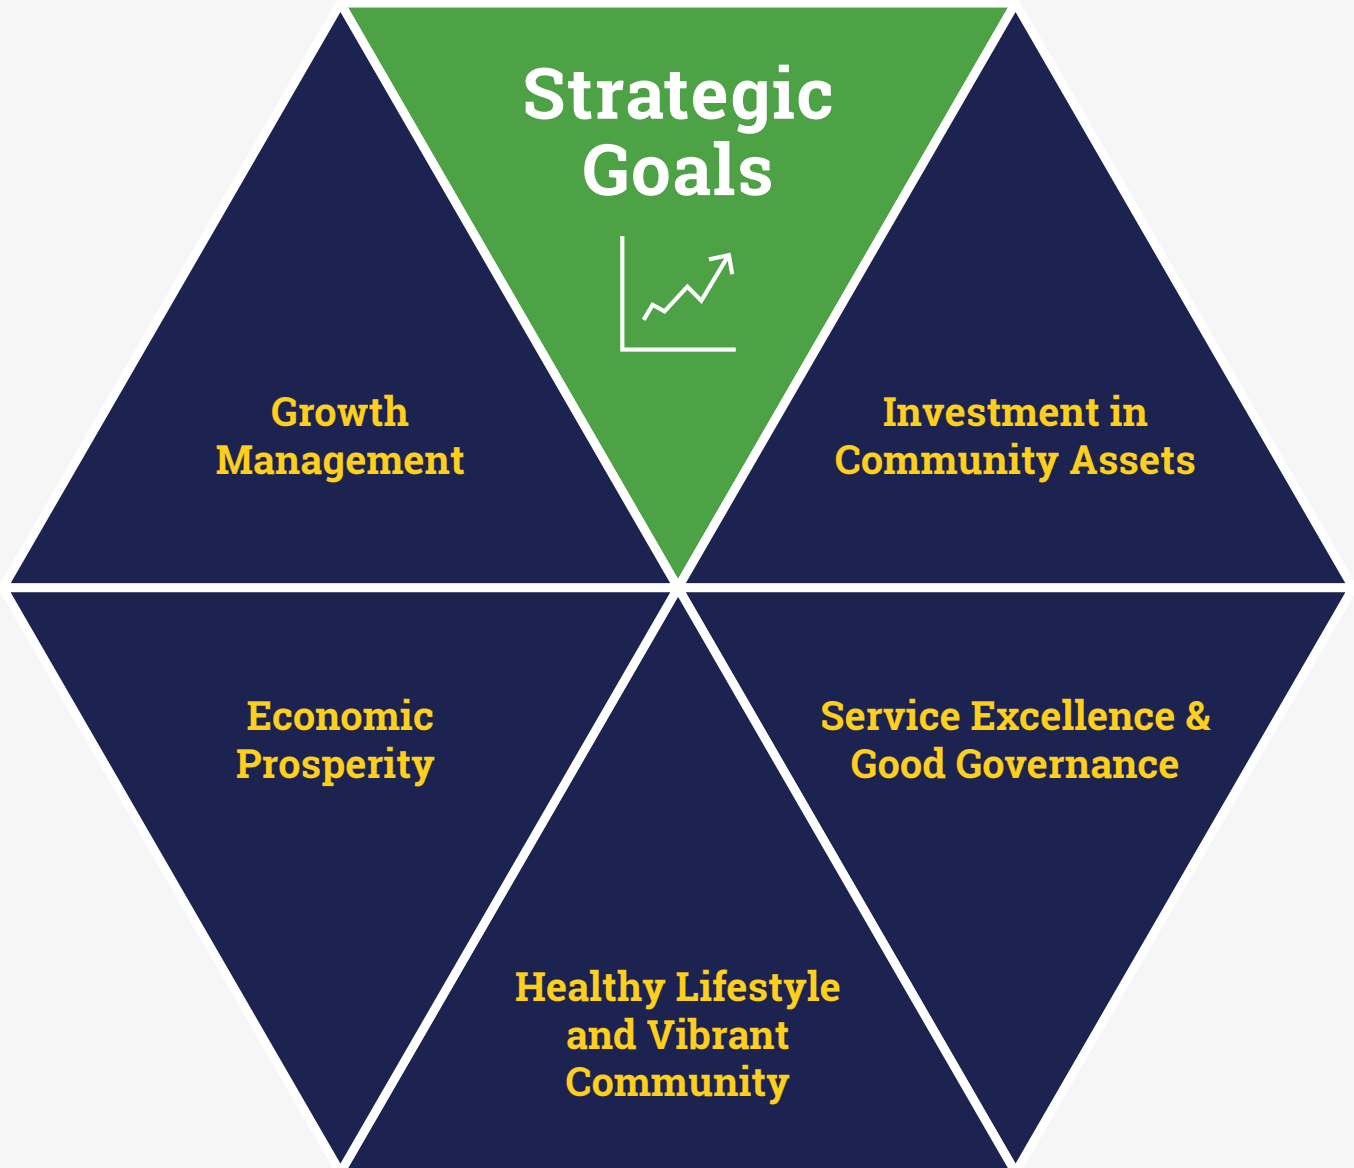 Strategic
Goals
Growth
Management
Investment in
Community Assets
Economic
Prosperity
Service Excellence &
Good Governance
Healthy Lifestyle
and Vibrant
Community